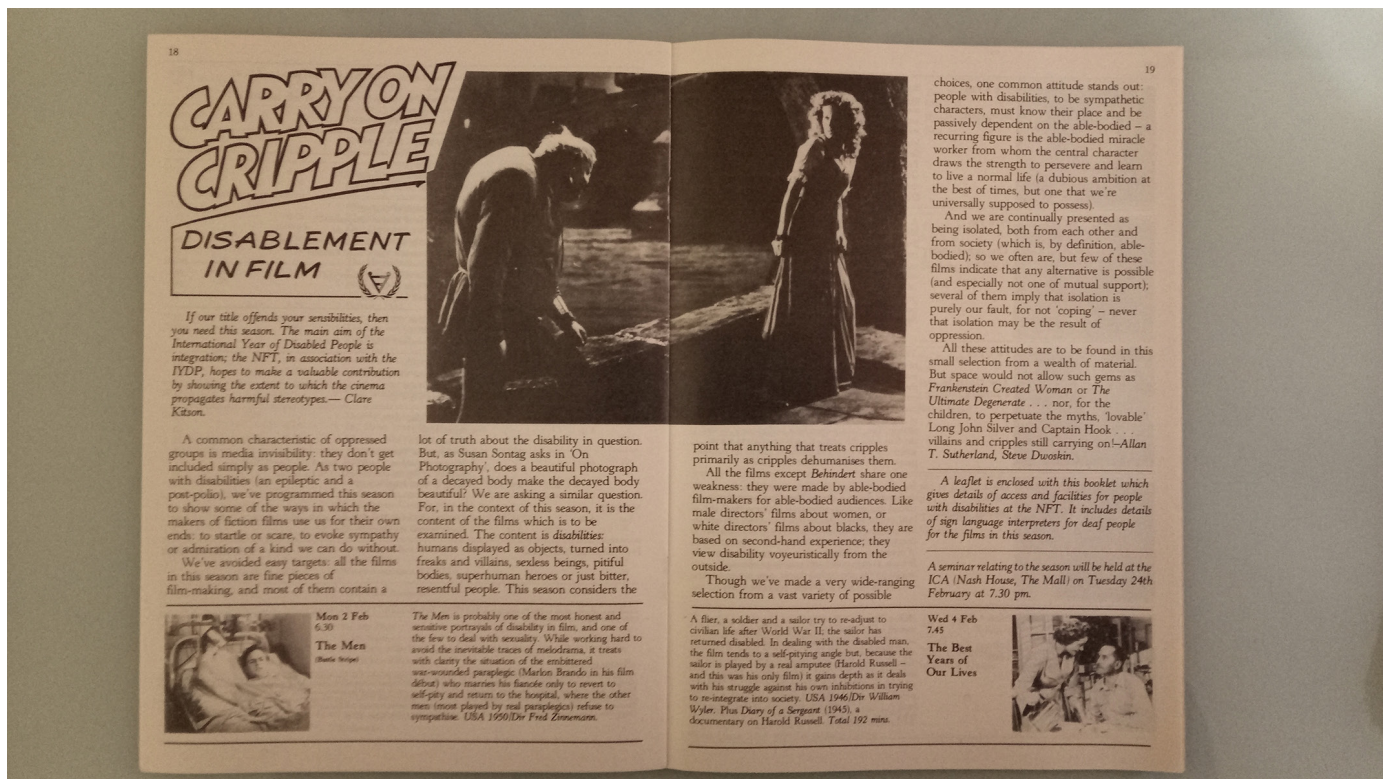 18
CARRY ON
CRIPPLE
DISABLEMENT
IN FILM
If our title offends your sensibilities, then
you need this season. The main aim of the
International Year of Disabled People is
integration; the NFT, in association with the
IYDP, hopes to make a valuable contribution
by showing the extent to which the cinema
propagates harmful stereotypes.— Clare
Kitson.
A common characteristic of oppressed
groups is media invisibility: they don't get
included simply as people. As two people
with disabilities (an epileptic and a
post-polio), we've programmed this season
to show some of the ways in which the
makers of fiction films use us for their own
ends: to startle or scare, to evoke sympathy
or admiration of a kind we can do without.
We've avoided easy targets: all the films
in this season are fine pieces of
film-making, and most of them contain a
lot of truth about the disability in question.
But, as Susan Sontag asks in 'On
Photography', does a beautiful photograph
of a decayed body make the decayed body
beautiful? We are asking a similar question.
For, in the context of this season, it is the
content of the films which is to be
examined. The content is disabilities:
humans displayed as objects, turned into
freaks and villains, sexless beings, pitiful
bodies, superhuman heroes or just bitter,
resentful people. This season considers the
point that anything that treats cripples
primarily as cripples dehumanises them.
All the films except Behindert share one
weakness: they were made by able-bodied
film-makers for able-bodied audiences. Like
male directors' films about women, or
white directors' films about blacks, they are
based on second-hand experience; they
view disability voyeuristically from the
outside.
Though we've made a very wide-ranging
selection from a vast variety of possible
19
choices, one common attitude stands out:
people with disabilities, to be sympathetic
characters, must know their place and be
passively dependent on the able-bodied – a
recurring figure is the able-bodied miracle
worker from whom the central character
draws the strength to persevere and learn
to live a normal life (a dubious ambition at
the best of times, but one that we're
universally supposed to possess).
And we are continually presented as
being isolated, both from each other and
from society (which is, by definition, able-
bodied); so we often are, but few of these
films indicate that any alternative is possible
(and especially not one of mutual support);
several of them imply that isolation is
purely our fault, for not 'coping' – never
that isolation may be the result of
oppression.
All these attitudes are to be found in this
small selection from a wealth of material.
But space would not allow such gems as
Frankenstein Created Woman or The
Ultimate Degenerate . . . nor, for the
children, to perpetuate the myths, 'lovable'
Long John Silver and Captain Hook . . .
villains and cripples still carrying on!–Allan
T. Sutherland, Steve Dwoskin.
A leaflet is enclosed with this booklet which
gives details of access and facilities for people
with disabilities at the NFT. It includes details
of sign language interpreters for deaf people
for the films in this season.
A seminar relating to the season will be held at the
ICA (Nash House, The Mall) on Tuesday 24th
February at 7.30 pm.
Mon 2 Feb
6.30
The Men
(Battle Stripe)
The Men is probably one of the most honest and
sensitive portrayals of disability in film, and one of
the few to deal with sexuality. While working hard to
avoid the inevitable traces of melodrama, it treats
with clarity the situation of the embittered
war-wounded paraplegic (Marlon Brando in his film
début) who marries his fiancée only to revert to
self-pity and return to the hospital, where the other
men (most played by real paraplegics) refuse to
sympathise. USA 1950/Dir Fred Zinnemann.
A flier, a soldier and a sailor try to re-adjust to
civilian life after World War II; the sailor has
returned disabled. In dealing with the disabled man,
the film tends to a self-pitying angle but, because the
sailor is played by a real amputee (Harold Russell –
and this was his only film) it gains depth as it deals
with his struggle against his own inhibitions in trying
to re-integrate into society. USA 1946/Dir William
Wyler. Plus Diary of a Sergeant (1945), a
documentary on Harold Russell. Total 192 mins.
Wed 4 Feb
7.45
The Best
Years of
Our Lives